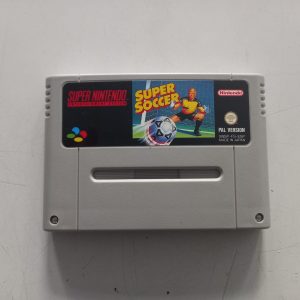 SUPER NINTENDO
ENTERTAINMENT SYSTEM
SUPER
SOCCER
Nintendo
PAL VERSION
MADE IN JAPAN